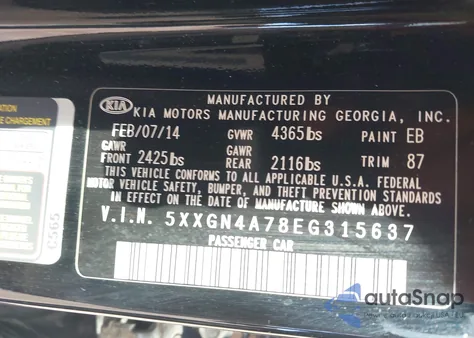 MANUFACTURED BY
KIA
KIA MOTORS MANUFACTURING GEORGIA, INC.
FEB/07/14 GVWR 4365lbs PAINT EB
GAWR FRONT 2425lbs GAWR REAR 2116lbs TRIM 87
THIS VEHICLE CONFORMS TO ALL APPLICABLE U.S.A. FEDERAL
MOTOR VEHICLE SAFETY, BUMPER, AND THEFT PREVENTION STANDARDS
IN EFFECT ON THE DATE OF MANUFACTURE SHOWN ABOVE.
V.I.N. 5XXGN4A78EG315637
PASSENGER CAR
CHARGEMENT
C565
autoSnap